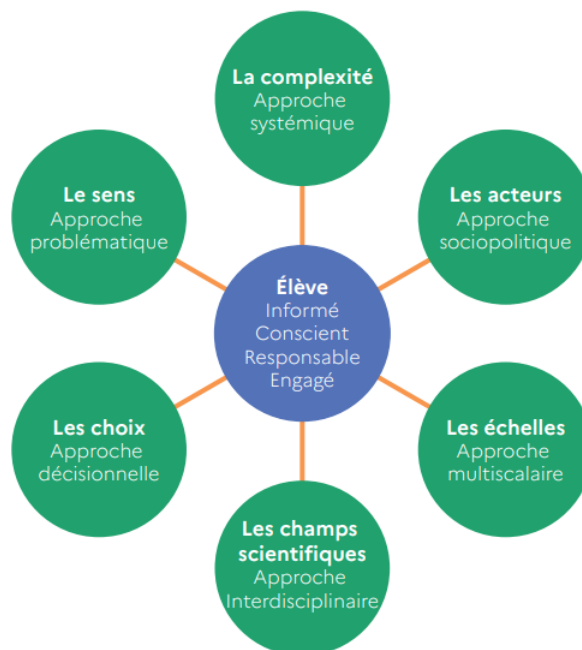 La complexité
Approche
systémique
Le sens
Approche
problématique
Les acteurs
Approche
sociopolitique
Élève
Informé
Conscient
Responsable
Engagé
Les choix
Approche
décisionnelle
Les échelles
Approche
multiscalaire
Les champs
scientifiques
Approche
Interdisciplinaire